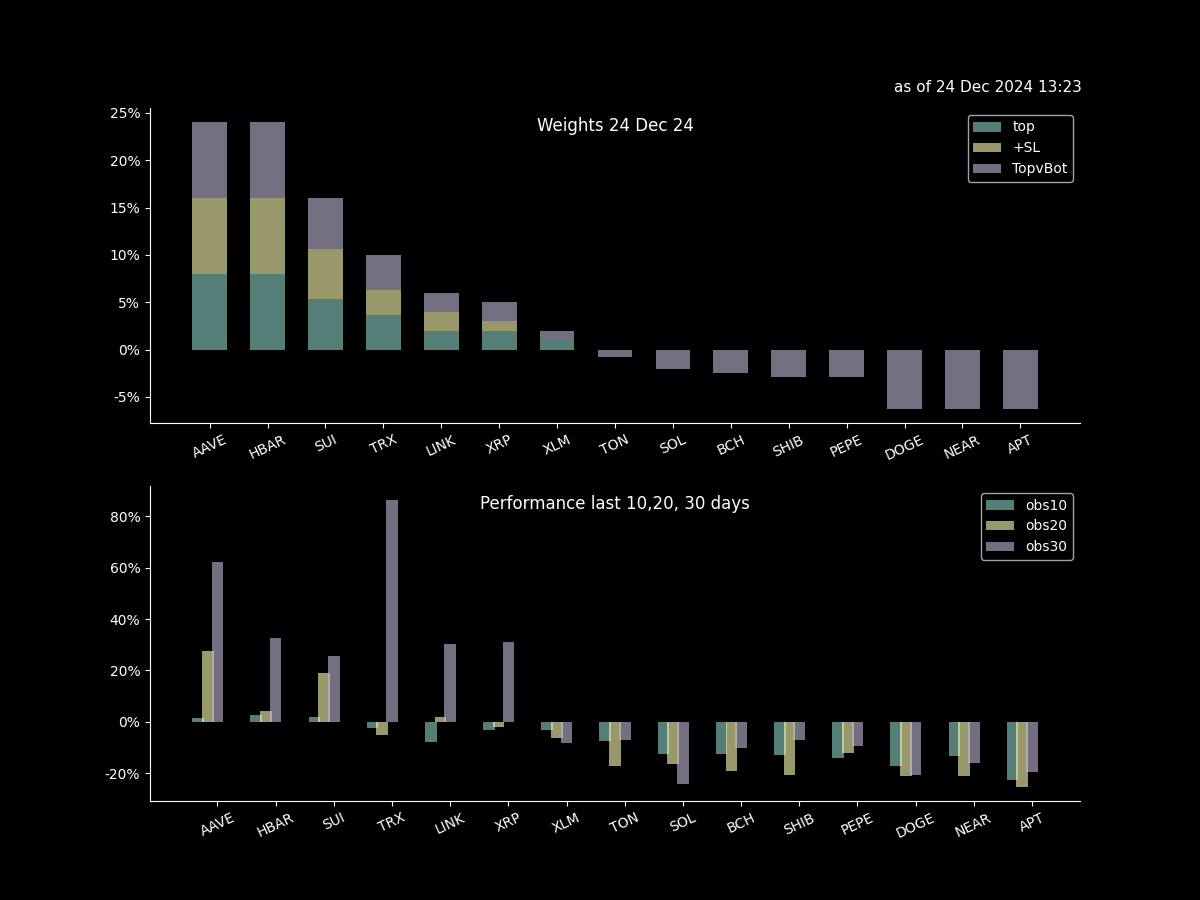 as of 24 Dec 2024 13:23
Weights 24 Dec 24
top
+SL
TopvBot
25%
20%
15%
10%
5%
0%
-5%
AAVE HBAR SUI TRX LINK XRP XLM TON SOL BCH SHIB PEPE DOGE NEAR APT
Performance last 10,20, 30 days
obs10
obs20
obs30
80%
60%
40%
20%
0%
-20%
AAVE HBAR SUI TRX LINK XRP XLM TON SOL BCH SHIB PEPE DOGE NEAR APT